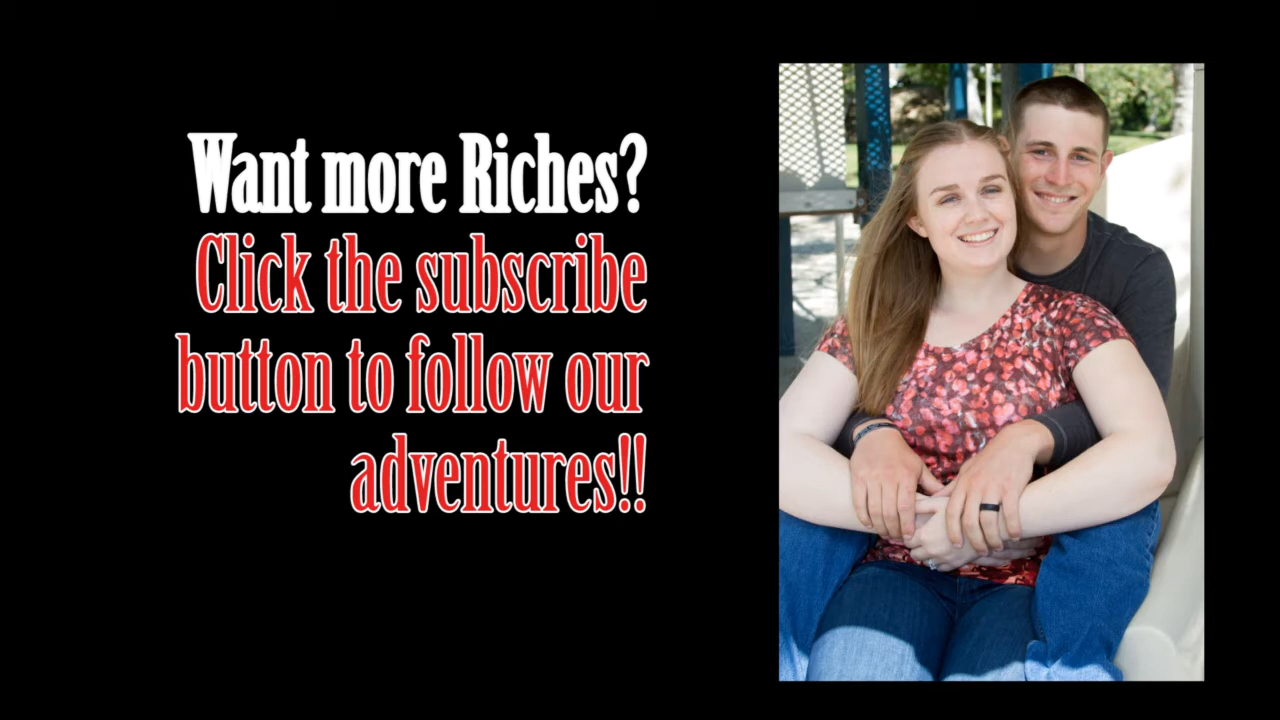 Want more Riches?
Click the subscribe
button to follow our
adventures!!